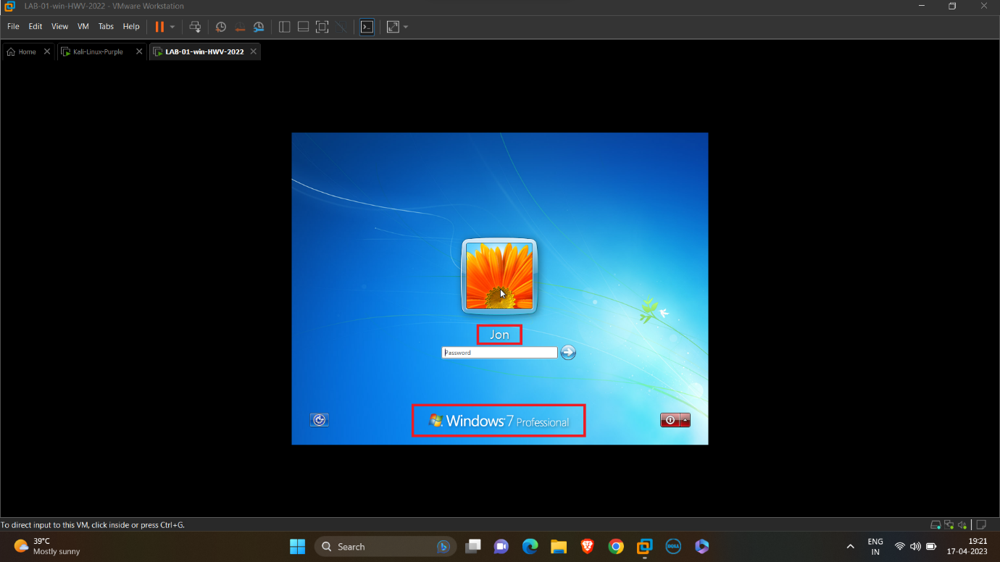 LAB-01-win-HWV-2022 - VMware Workstation
File Edit View VM Tabs Help
Home Kali-Linux-Purple LAB-01-win-HWV-2022
Jon
Password
Windows 7 Professional
To direct input to this VM, click inside or press Ctrl+G.
39°C
Mostly sunny
Search
DELL
ENG
IN
19:21
17-04-2023